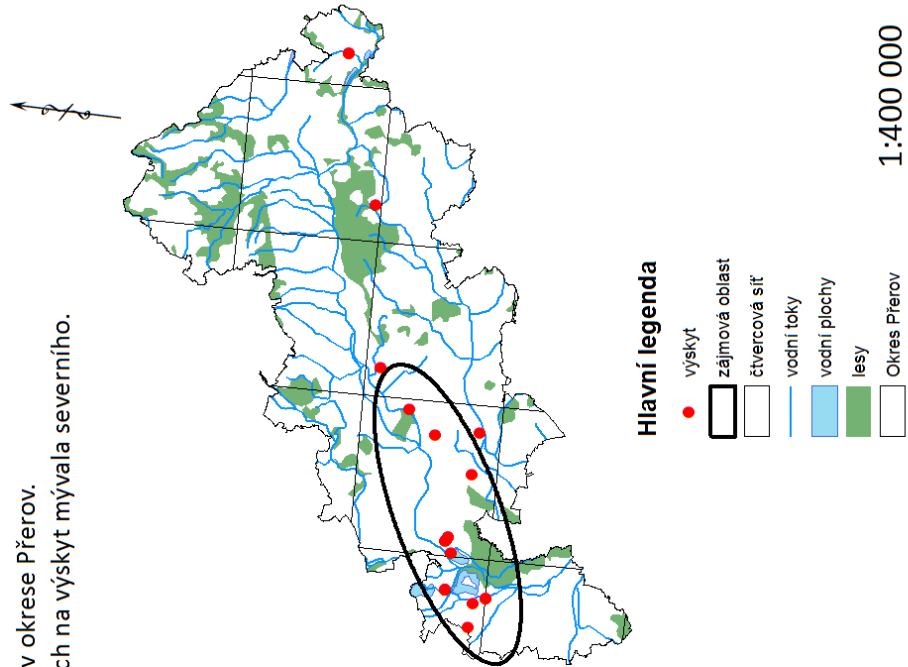 v okrese Přerov.
ch na výskyt mývala severního.
Hlavní legenda
výskyt
zájmová oblast
čtvercová síť
vodní toky
vodní plochy
lesy
Okres Přerov
1:400 000